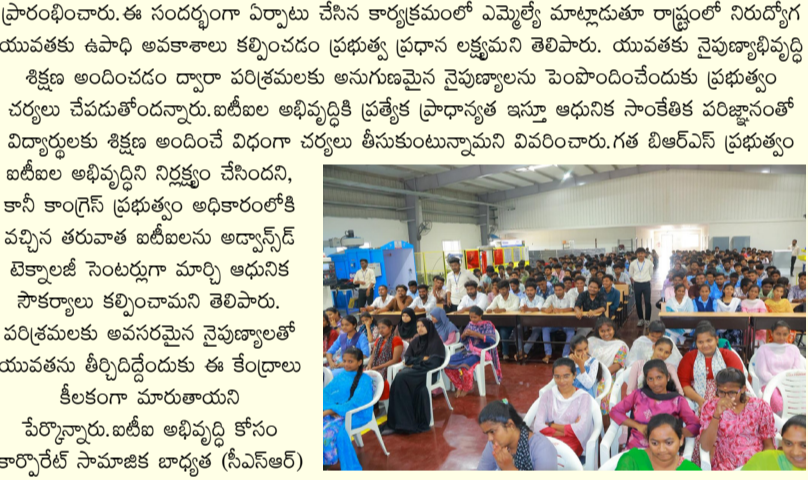 ప్రారంభించారు.ఈ సందర్భంగా ఏర్పాటు చేసిన కార్యక్రమంలో ఎమ్మెల్యే మాట్లాడుతూ రాష్ట్రంలో నిరుద్యోగ
యువతకు ఉపాధి అవకాశాలు కల్పించడం ప్రభుత్వ ప్రధాన లక్ష్యమని తెలిపారు. యువతకు నైపుణ్యాభివృద్ధి
శిక్షణ అందించడం ద్వారా పరిశ్రమలకు అనుగుణమైన నైపుణ్యాలను పెంపొందించేందుకు ప్రభుత్వం
చర్యలు చేపడుతోందన్నారు.ఐటీఐల అభివృద్ధికి ప్రత్యేక ప్రాధాన్యత ఇస్తూ ఆధునిక సాంకేతిక పరిజ్ఞానంతో
విద్యార్థులకు శిక్షణ అందించే విధంగా చర్యలు తీసుకుంటున్నామని వివరించారు.గత బిఆర్ఎస్ ప్రభుత్వం
ఐటీఐల అభివృద్ధిని నిర్లక్ష్యం చేసిందని,
కానీ కాంగ్రెస్ ప్రభుత్వం అధికారంలోకి
వచ్చిన తరువాత ఐటీఐలను అడ్వాన్స్‌డ్
టెక్నాలజీ సెంటర్లుగా మార్చి ఆధునిక
సౌకర్యాలు కల్పించామని తెలిపారు.
పరిశ్రమలకు అవసరమైన నైపుణ్యాలతో
యువతను తీర్చిదిద్దేందుకు ఈ కేంద్రాలు
కీలకంగా మారుతాయని
పేర్కొన్నారు.ఐటీఐ అభివృద్ధి కోసం
కార్పొరేట్ సామాజిక బాధ్యత (సీఎస్ఆర్)